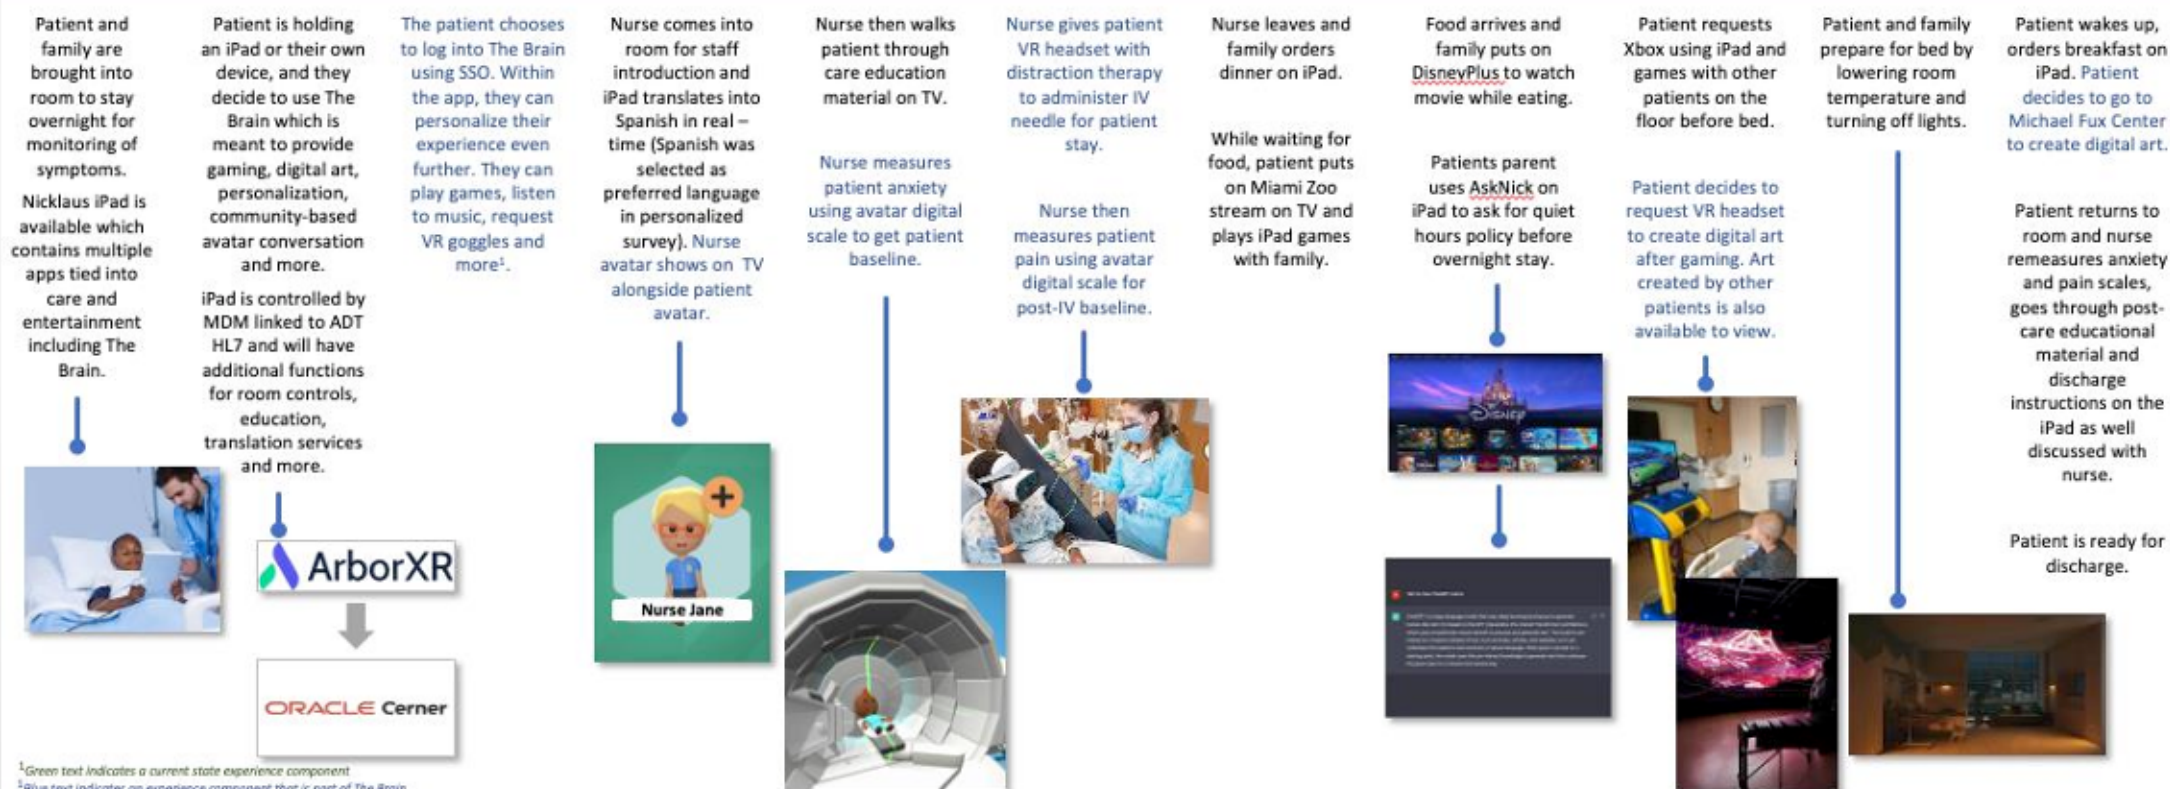 Patient and
family are
brought into
room to stay
overnight for
monitoring of
symptoms.
Nicklaus iPad is
available which
contains multiple
apps tied into
care and
entertainment
including The
Brain.
Patient is holding
an iPad or their own
device, and they
decide to use The
Brain which is
meant to provide
gaming, digital art,
personalization,
community-based
avatar conversation
and more.
iPad is controlled by
MDM linked to ADT
HL7 and will have
additional functions
for room controls,
education,
translation services
and more.
ArborXR
ORACLE Cerner
The patient chooses
to log into The Brain
using SSO. Within
the app, they can
personalize their
experience even
further. They can
play games, listen
to music, request
VR goggles and
more1.
Nurse comes into
room for staff
introduction and
iPad translates into
Spanish in real –
time (Spanish was
selected as
preferred language
in personalized
survey). Nurse
avatar shows on TV
alongside patient
avatar.
Nurse Jane
Nurse then walks
patient through
care education
material on TV.
Nurse measures
patient anxiety
using avatar digital
scale to get patient
baseline.
Nurse gives patient
VR headset with
distraction therapy
to administer IV
needle for patient
stay.
Nurse then
measures patient
pain using avatar
digital scale for
post-IV baseline.
Nurse leaves and
family orders
dinner on iPad.
While waiting for
food, patient puts
on Miami Zoo
stream on TV and
plays iPad games
with family.
Food arrives and
family puts on
DisneyPlus to watch
movie while eating.
Patients parent
uses AskNick on
iPad to ask for quiet
hours policy before
overnight stay.
Disney
Patient requests
Xbox using iPad and
games with other
patients on the
floor before bed.
Patient decides to
request VR headset
to create digital art
after gaming. Art
created by other
patients is also
available to view.
Patient and family
prepare for bed by
lowering room
temperature and
turning off lights.
Patient wakes up,
orders breakfast on
iPad. Patient
decides to go to
Michael Fux Center
to create digital art.
Patient returns to
room and nurse
remeasures anxiety
and pain scales,
goes through post-
care educational
material and
discharge
instructions on the
iPad as well
discussed with
nurse.
Patient is ready for
discharge.
1Green text indicates a current state experience component
1Blue text indicates an experience component that is part of The Brain